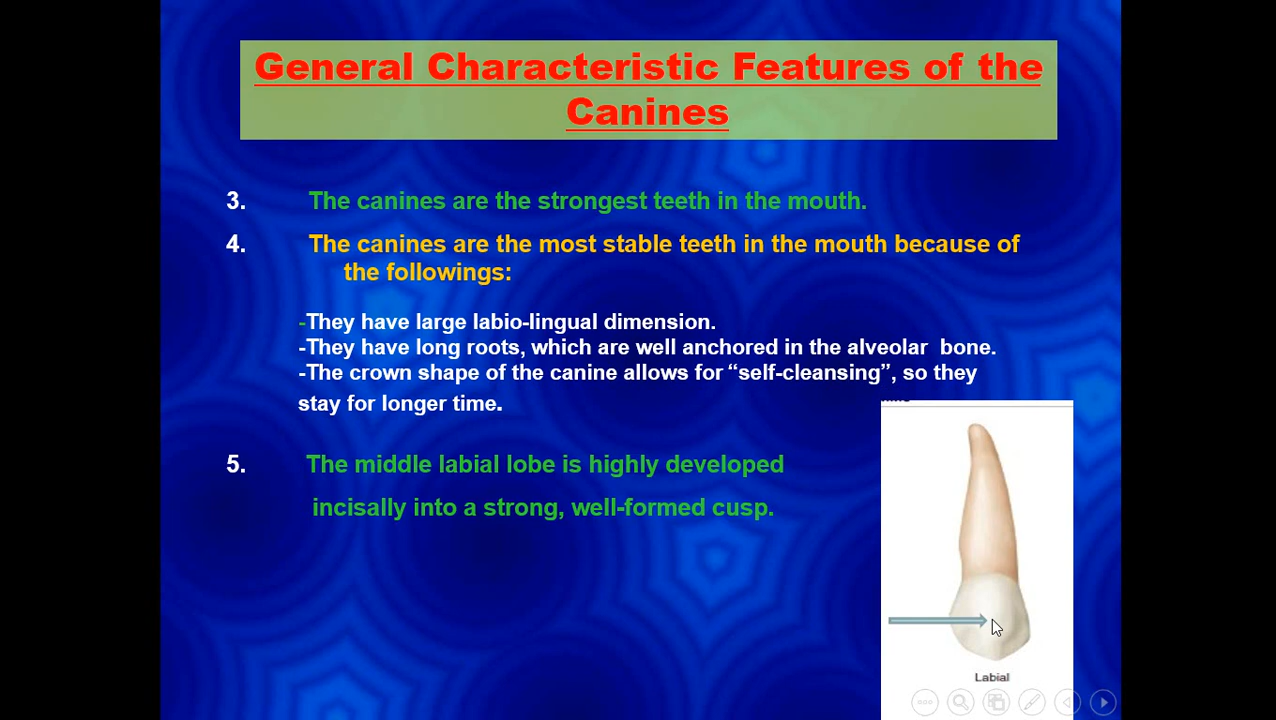 General Characteristic Features of the
Canines
3. The canines are the strongest teeth in the mouth.
4. The canines are the most stable teeth in the mouth because of
the followings:
-They have large labio-lingual dimension.
-They have long roots, which are well anchored in the alveolar bone.
-The crown shape of the canine allows for “self-cleansing”, so they
stay for longer time.
5. The middle labial lobe is highly developed
incisally into a strong, well-formed cusp.
Labial